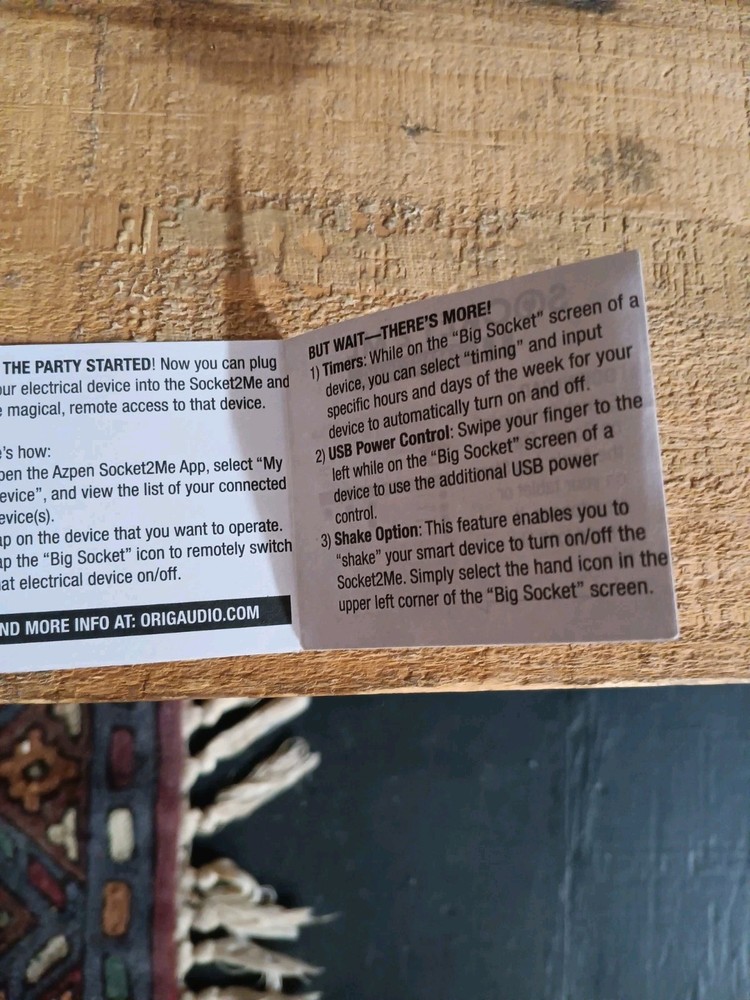 THE PARTY STARTED! Now you can plug
our electrical device into the Socket2Me and
magical, remote access to that device.
e's how:
pen the Azpen Socket2Me App, select “My
evice”, and view the list of your connected
evice(s).
ap on the device that you want to operate.
ap the “Big Socket” icon to remotely switch
at electrical device on/off.
ND MORE INFO AT: ORIGAUDIO.COM
BUT WAIT—THERE'S MORE!
1) Timers: While on the “Big Socket” screen of a
device, you can select “timing” and input
specific hours and days of the week for your
device to automatically turn on and off.
2) USB Power Control: Swipe your finger to the
left while on the “Big Socket” screen of a
device to use the additional USB power
control.
3) Shake Option: This feature enables you to
“shake” your smart device to turn on/off the
Socket2Me. Simply select the hand icon in the
upper left corner of the “Big Socket” screen.